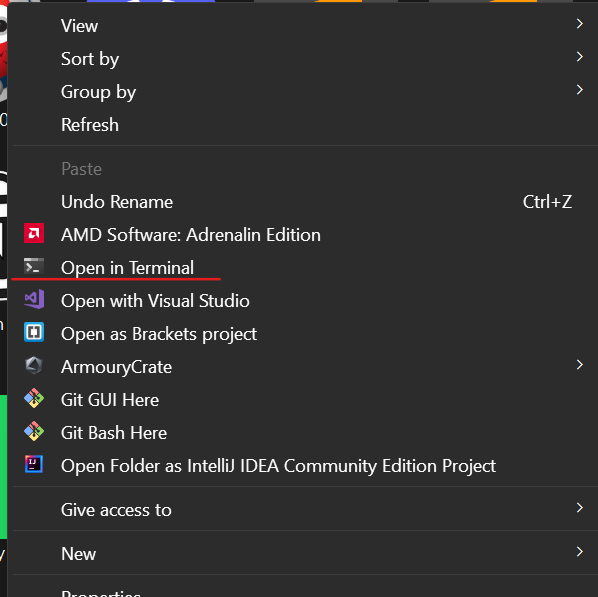 View
Sort by
Group by
Refresh
Paste
Undo Rename Ctrl+Z
AMD Software: Adrenalin Edition
Open in Terminal
Open with Visual Studio
Open as Brackets project
ArmouryCrate
Git GUI Here
Git Bash Here
Open Folder as IntelliJ IDEA Community Edition Project
Give access to
New
Properties